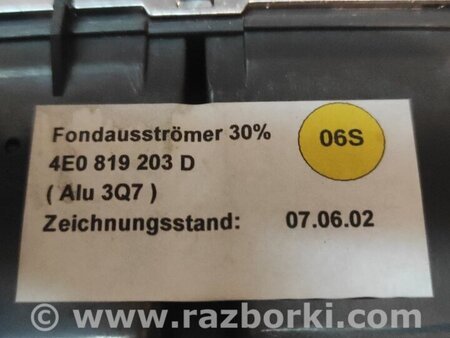 Fondausströmer 30%
06S
4E0 819 203 D
( Alu 3Q7 )
Zeichnungsstand: 07.06.02
© www.razborki.com